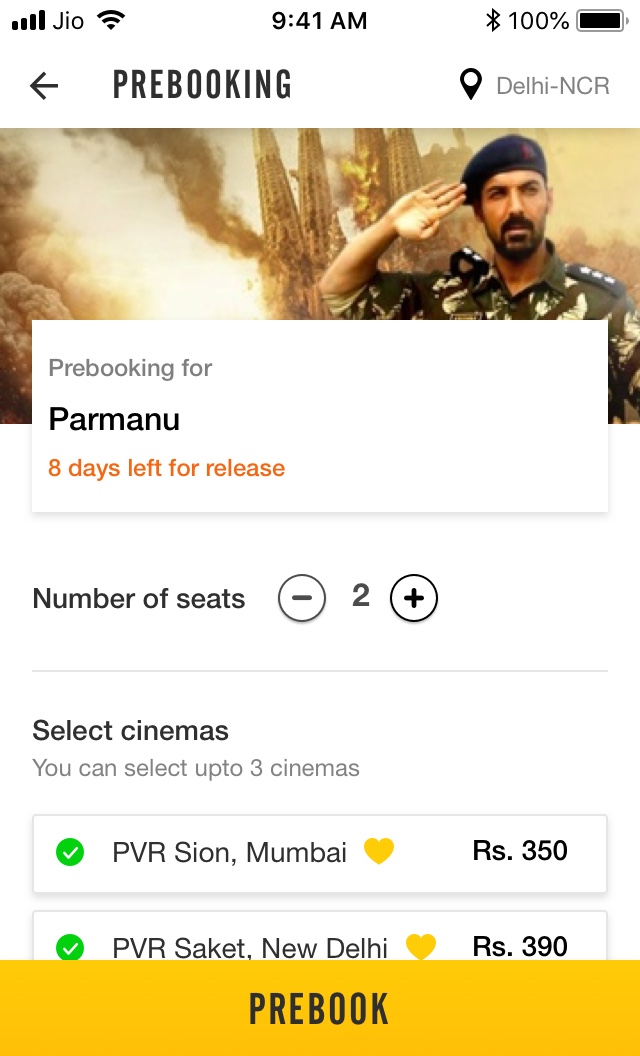 Jio 9:41 AM 100%
PREBOOKING Delhi-NCR
Prebooking for
Parmanu
8 days left for release
Number of seats 2
Select cinemas
You can select upto 3 cinemas
PVR Sion, Mumbai Rs. 350
PVR Saket, New Delhi Rs. 390
PREBOOK